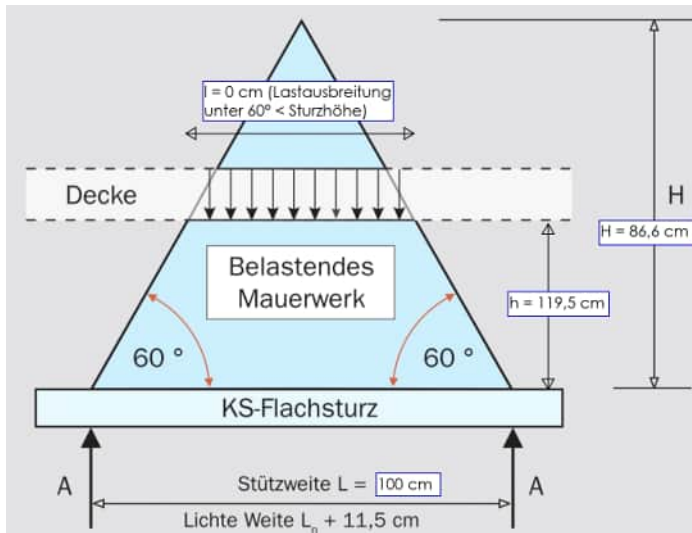 l = 0 cm (Lastausbreitung
unter 60° < Sturzhöhe)
Decke
H
H = 86,6 cm
Belastendes
Mauerwerk
h = 119,5 cm
60 °
60 °
KS-Flachsturz
A
Stützweite L = 100 cm
A
Lichte Weite Ln + 11,5 cm